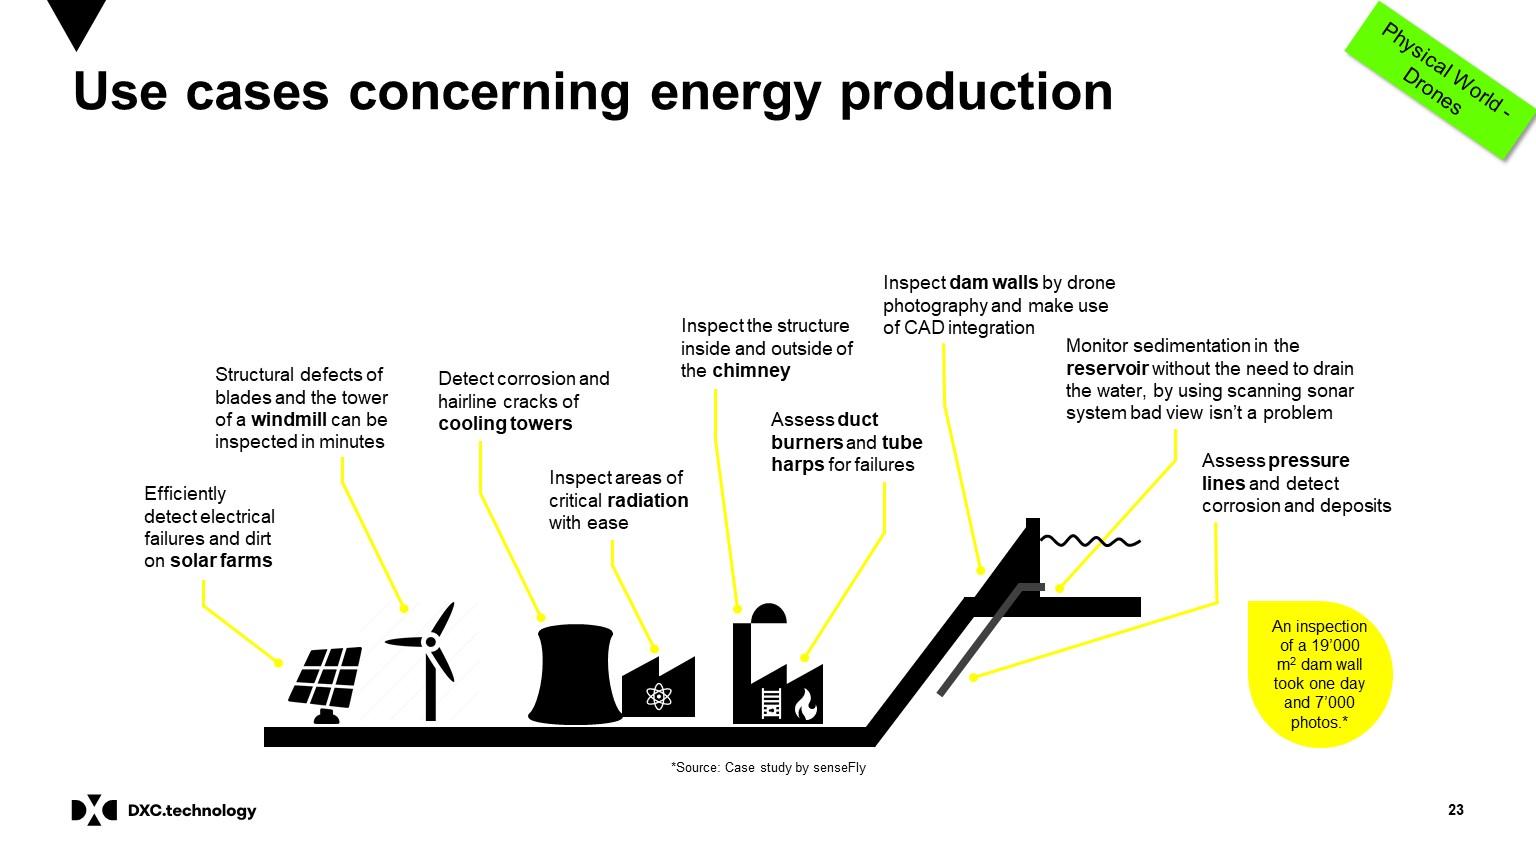 Physical World -
Drones
Use cases concerning energy production
Inspect dam walls by drone
photography and make use
of CAD integration
Inspect the structure
inside and outside of
the chimney
Monitor sedimentation in the
reservoir without the need to drain
the water, by using scanning sonar
system bad view isn't a problem
Structural defects of
blades and the tower
of a windmill can be
inspected in minutes
Detect corrosion and
hairline cracks of
cooling towers
Assess duct
burners and tube
harps for failures
Assess pressure
lines and detect
corrosion and deposits
Inspect areas of
critical radiation
with ease
Efficiently
detect electrical
failures and dirt
on solar farms
An inspection
of a 19'000
m² dam wall
took one day
and 7'000
photos.*
*Source: Case study by senseFly
DXC.technology
23